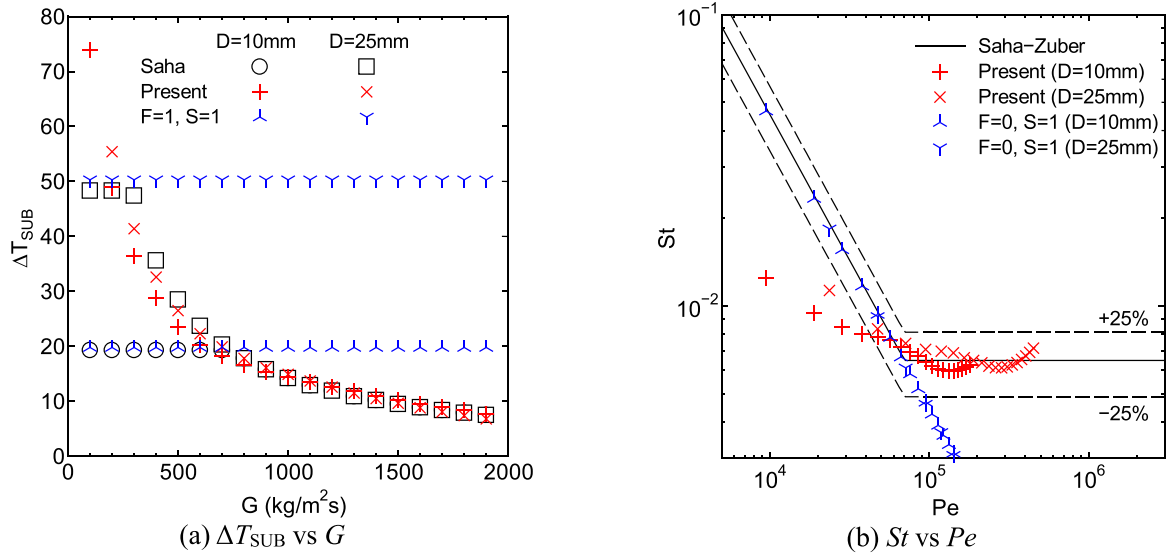 80
70
60
50
40
30
20
10
0
ΔT_SUB
D=10mm D=25mm
Saha
Present
F=1, S=1
0 500 1000 1500 2000
G (kg/m²s)
(a) ΔT_SUB vs G
10⁻¹
10⁻²
St
Saha−Zuber
Present (D=10mm)
Present (D=25mm)
F=0, S=1 (D=10mm)
F=0, S=1 (D=25mm)
+25%
−25%
10⁴ 10⁵ 10⁶
Pe
(b) St vs Pe